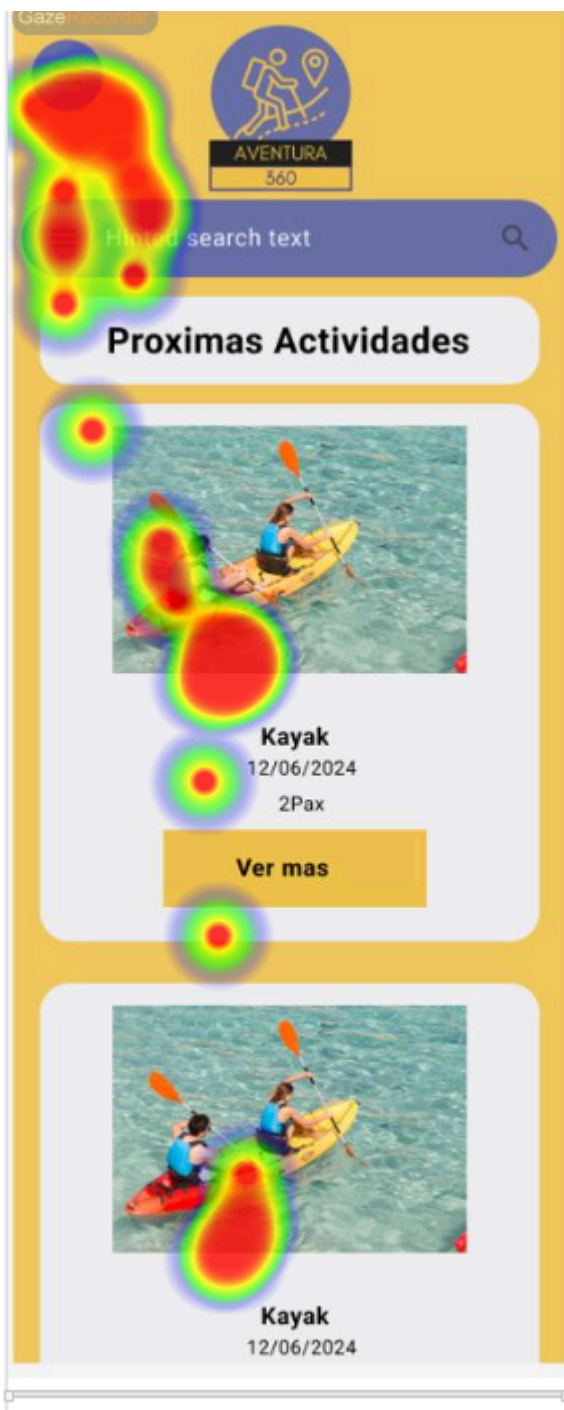 GazeRecorder
AVENTURA
360
Hinted search text
Proximas Actividades
Kayak
12/06/2024
2Pax
Ver mas
Kayak
12/06/2024